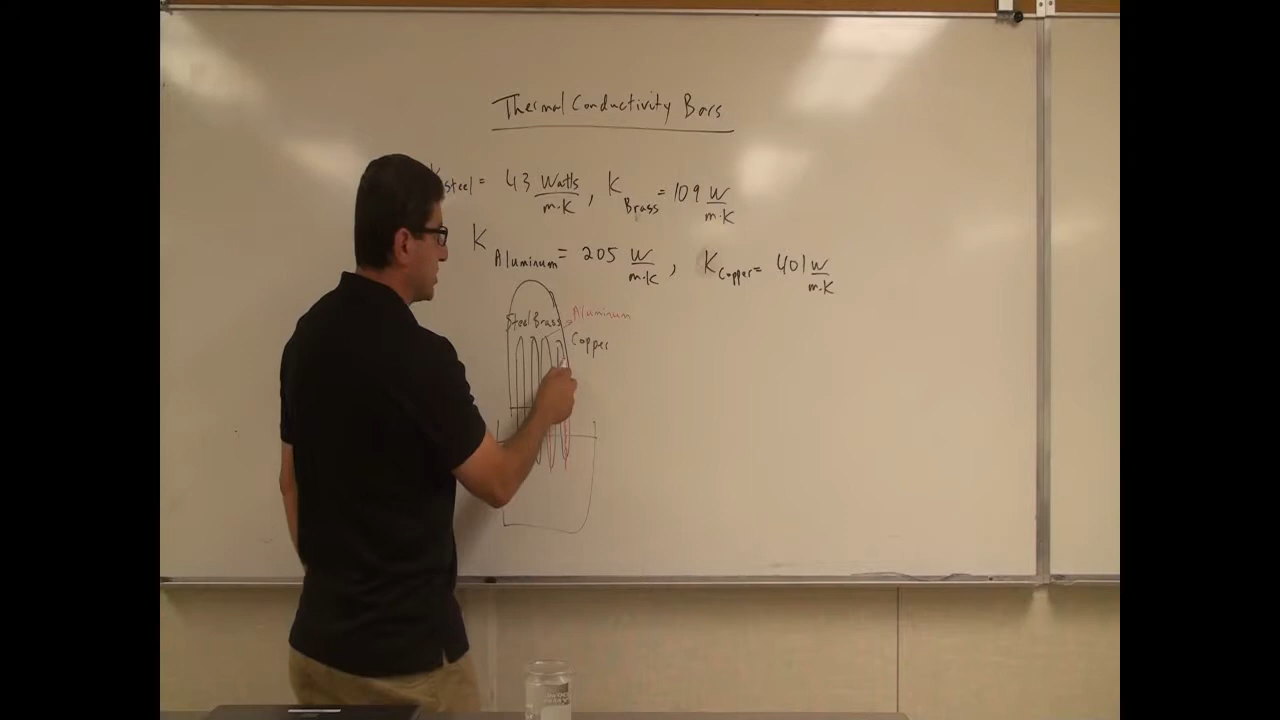 Thermal Conductivity Bars
K Steel = 43 Watts/m·K , K Brass = 109 W/m·K
K Aluminum = 205 W/m·K , K Copper = 401 W/m·K
Steel Brass Aluminum
Copper